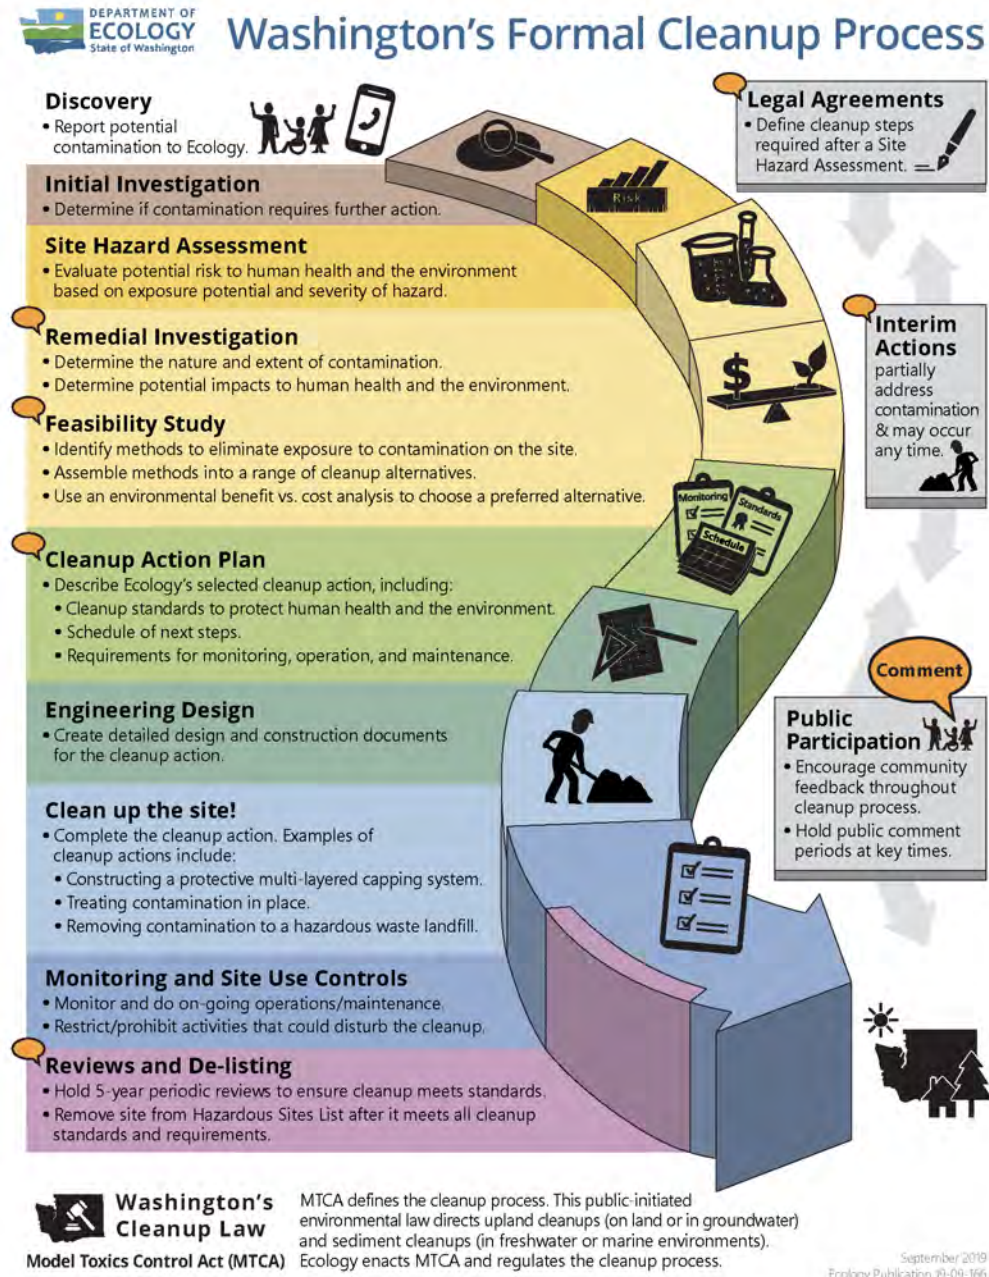 DEPARTMENT OF
ECOLOGY
State of Washington
Washington's Formal Cleanup Process
Discovery
• Report potential
contamination to Ecology.
Initial Investigation
• Determine if contamination requires further action.
Site Hazard Assessment
• Evaluate potential risk to human health and the environment
based on exposure potential and severity of hazard.
Remedial Investigation
• Determine the nature and extent of contamination.
• Determine potential impacts to human health and the environment.
Feasibility Study
• Identify methods to eliminate exposure to contamination on the site.
• Assemble methods into a range of cleanup alternatives.
• Use an environmental benefit vs. cost analysis to choose a preferred alternative.
Cleanup Action Plan
• Describe Ecology's selected cleanup action, including:
• Cleanup standards to protect human health and the environment.
• Schedule of next steps.
• Requirements for monitoring, operation, and maintenance.
Engineering Design
• Create detailed design and construction documents
for the cleanup action.
Clean up the site!
• Complete the cleanup action. Examples of
cleanup actions include:
• Constructing a protective multi-layered capping system.
• Treating contamination in place.
• Removing contamination to a hazardous waste landfill.
Monitoring and Site Use Controls
• Monitor and do on-going operations/maintenance.
• Restrict/prohibit activities that could disturb the cleanup.
Reviews and De-listing
• Hold 5-year periodic reviews to ensure cleanup meets standards.
• Remove site from Hazardous Sites List after it meets all cleanup
standards and requirements.
Risk
$
Monitoring
Standards
Schedule
Legal Agreements
• Define cleanup steps
required after a Site
Hazard Assessment.
Interim
Actions
partially
address
contamination
& may occur
any time.
Comment
Public
Participation
• Encourage community
feedback throughout
cleanup process.
• Hold public comment
periods at key times.
Washington's
Cleanup Law
Model Toxics Control Act (MTCA)
MTCA defines the cleanup process. This public-initiated
environmental law directs upland cleanups (on land or in groundwater)
and sediment cleanups (in freshwater or marine environments).
Ecology enacts MTCA and regulates the cleanup process.
September 2019
Ecology Publication 19-09-166